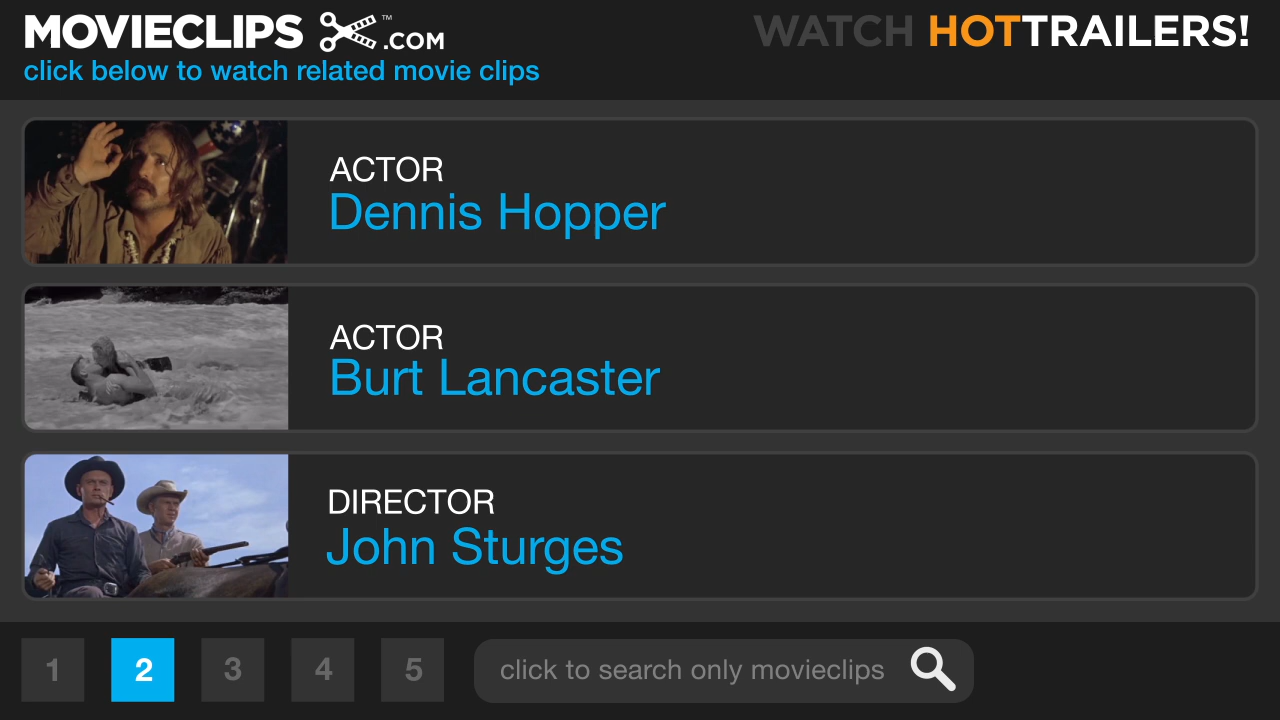 MOVIECLIPS ™ .COM
WATCH HOTTRAILERS!
click below to watch related movie clips
ACTOR
Dennis Hopper
ACTOR
Burt Lancaster
DIRECTOR
John Sturges
1 2 3 4 5 click to search only movieclips